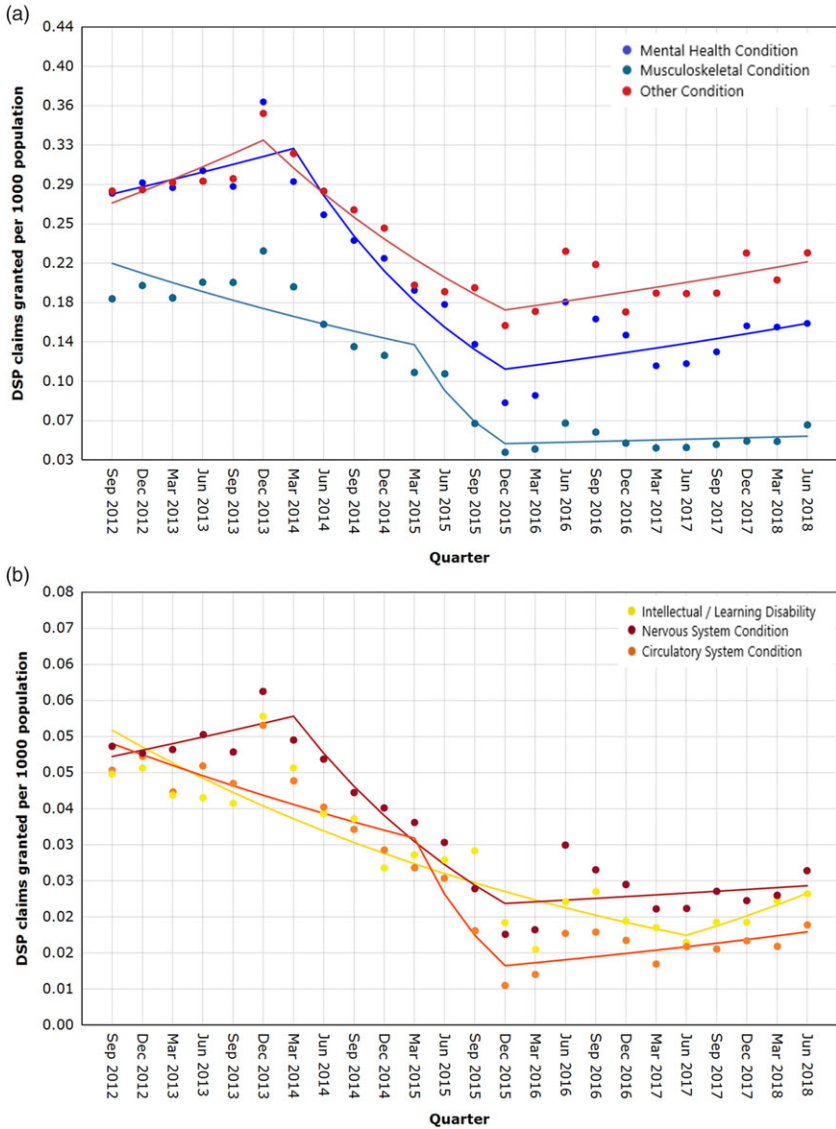 (a)
0.44
0.40
0.36
0.33
0.29
0.25
0.22
0.18
0.14
0.10
0.07
0.03
DSP claims granted per 1000 population
Mental Health Condition
Musculoskeletal Condition
Other Condition
Sep 2012
Dec 2012
Mar 2013
Jun 2013
Sep 2013
Dec 2013
Mar 2014
Jun 2014
Sep 2014
Dec 2014
Mar 2015
Jun 2015
Sep 2015
Dec 2015
Mar 2016
Jun 2016
Sep 2016
Dec 2016
Mar 2017
Jun 2017
Sep 2017
Dec 2017
Mar 2018
Jun 2018
Quarter
(b)
0.08
0.08
0.06
0.06
0.05
0.05
0.04
0.03
0.03
0.02
0.02
0.01
0.00
DSP claims granted per 1000 population
Intellectual / Learning Disability
Nervous System Condition
Circulatory System Condition
Sep 2012
Dec 2012
Mar 2013
Jun 2013
Sep 2013
Dec 2013
Mar 2014
Jun 2014
Sep 2014
Dec 2014
Mar 2015
Jun 2015
Sep 2015
Dec 2015
Mar 2016
Jun 2016
Sep 2016
Dec 2016
Mar 2017
Jun 2017
Sep 2017
Dec 2017
Mar 2018
Jun 2018
Quarter